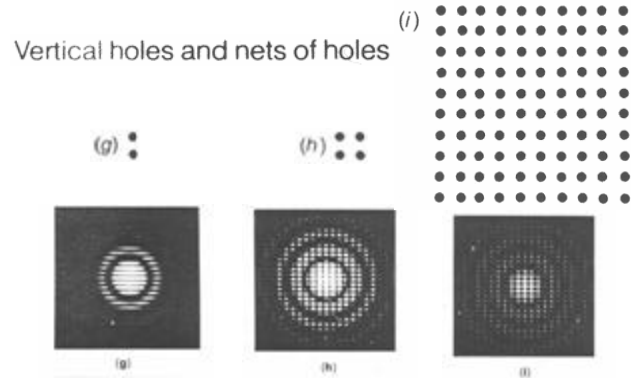 (i)
Vertical holes and nets of holes
(g)
(h)
(g)
(h)
(i)